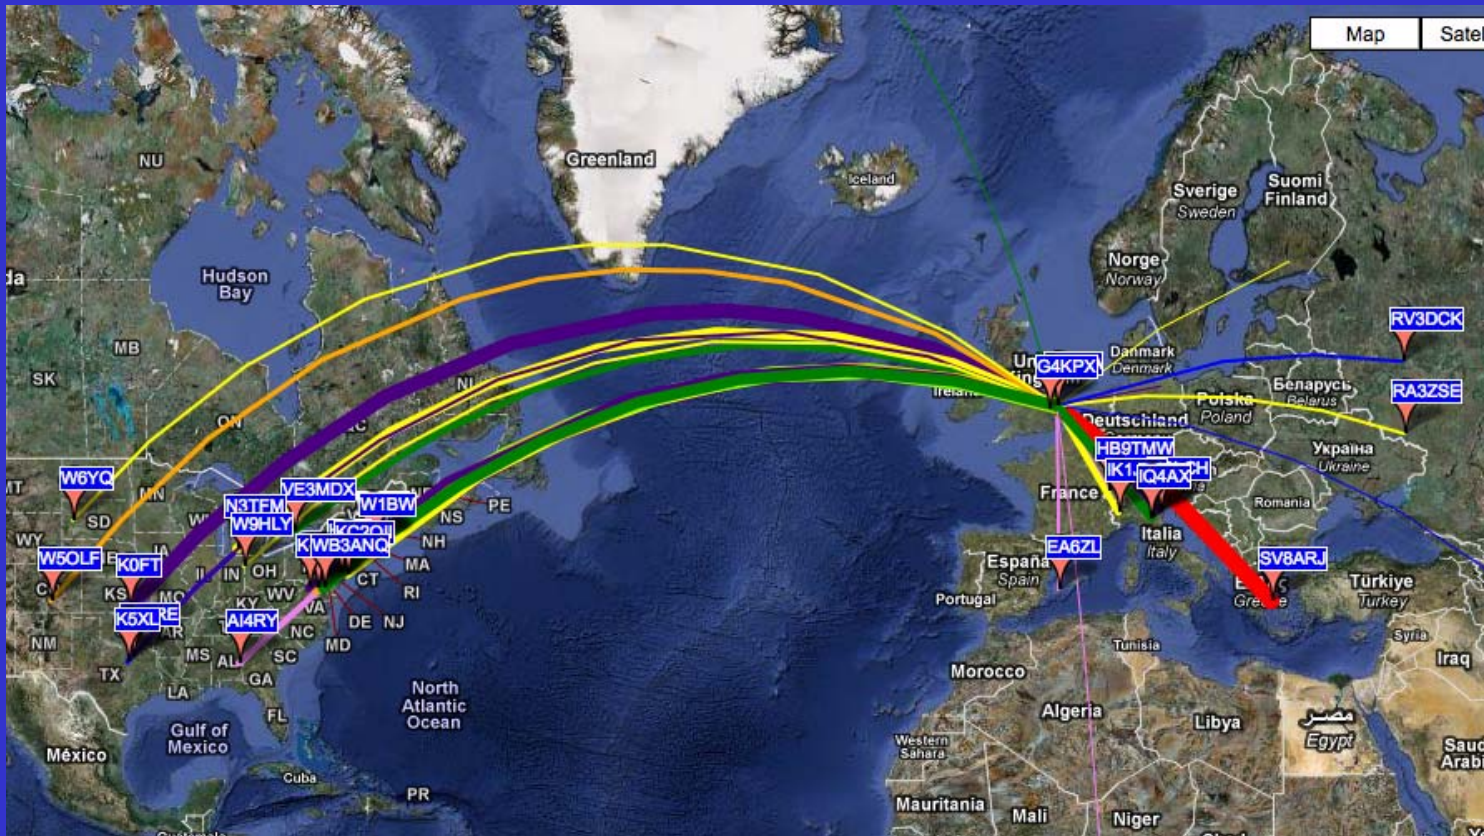 Map
NU
Greenland
Iceland
Sverige
Sweden
Suomi
Finland
Hudson
Bay
Norge
Norway
MB
SK
ON
RV3DCK
Danmark
Denmark
G4KPX
Ireland
Беларусь
Belarus
RA3ZSE
Polska
Poland
Deutschland
Україна
Ukraine
HB9TMW
W6YQ
VE3MDX
W1BW
IQ4AX
France
PE
NS
MN
SD
N3TFM
W9HLY
Romania
NH
Italia
Italy
WY
WB3ANQ
MA
W5OLF
K0FT
IN
OH
CT
EA6ZL
España
Spain
SV8ARJ
KS
MO
WV
RI
Portugal
Greece
Türkiye
Turkey
KY
VA
DE
NJ
K5XL
AI4RY
NC
MD
NM
AR
MS
AL
SC
Tunisia
Syria
Iraq
TX
GA
Morocco
LA
North
Atlantic
Ocean
FL
Algeria
Libya
مصر
Egypt
Gulf of
Mexico
México
Western
Sahara
Cuba
PR
Mauritania
Mali
Niger